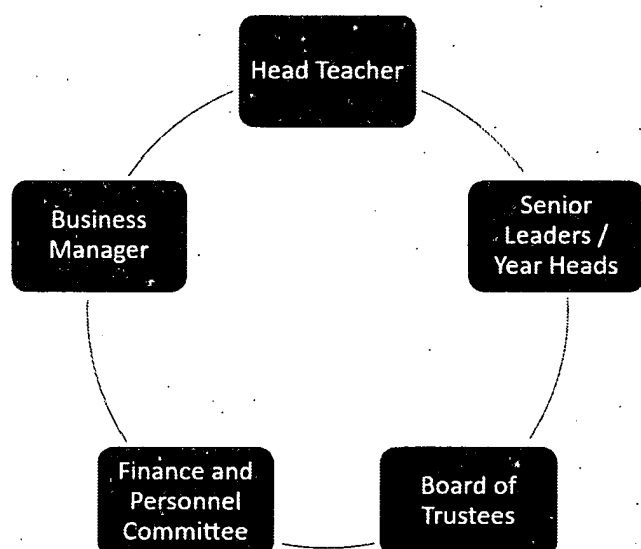 Head Teacher
Senior
Leaders /
Year Heads
Board of
Trustees
Finance and
Personnel
Committee
Business
Manager